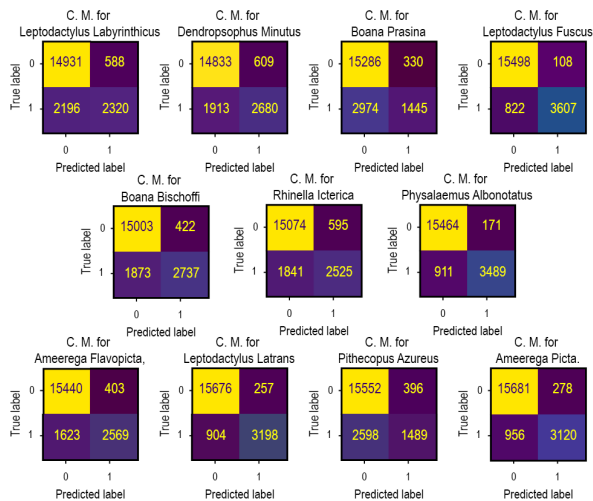 C. M. for
Leptodactylus Labyrinthicus
True label
0
14931 588
1
2196 2320
0 1
Predicted label
C. M. for
Dendropsophus Minutus
True label
0
14833 609
1
1913 2680
0 1
Predicted label
C. M. for
Boana Prasina
True label
0
15286 330
1
2974 1445
0 1
Predicted label
C. M. for
Leptodactylus Fuscus
True label
0
15498 108
1
822 3607
0 1
Predicted label
C. M. for
Boana Bischoffi
True label
0
15003 422
1
1873 2737
0 1
Predicted label
C. M. for
Rhinella Icterica
True label
0
15074 595
1
1841 2525
0 1
Predicted label
C. M. for
Physalaemus Albonotatus
True label
0
15464 171
1
911 3489
0 1
Predicted label
C. M. for
Ameerega Flavopicta,
True label
0
15440 403
1
1623 2569
0 1
Predicted label
C. M. for
Leptodactylus Latrans
True label
0
15676 257
1
904 3198
0 1
Predicted label
C. M. for
Pithecopus Azureus
True label
0
15552 396
1
2598 1489
0 1
Predicted label
C. M. for
Ameerega Picta.
True label
0
15681 278
1
956 3120
0 1
Predicted label